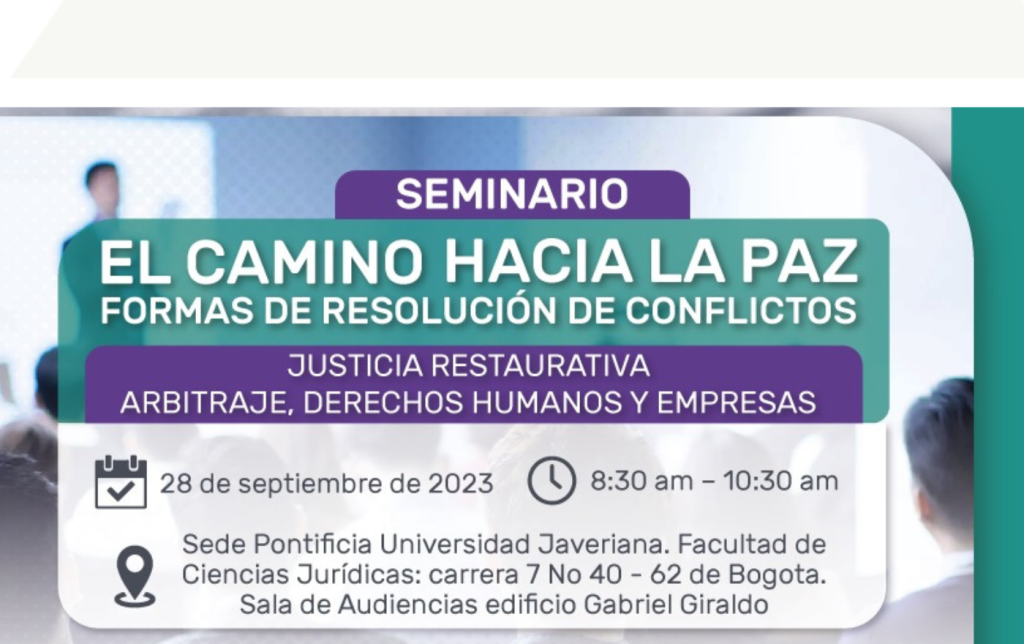 SEMINARIO
EL CAMINO HACIA LA PAZ
FORMAS DE RESOLUCIÓN DE CONFLICTOS
JUSTICIA RESTAURATIVA
ARBITRAJE, DERECHOS HUMANOS Y EMPRESAS
28 de septiembre de 2023
8:30 am – 10:30 am
Sede Pontificia Universidad Javeriana. Facultad de
Ciencias Jurídicas: carrera 7 No 40 - 62 de Bogota.
Sala de Audiencias edificio Gabriel Giraldo